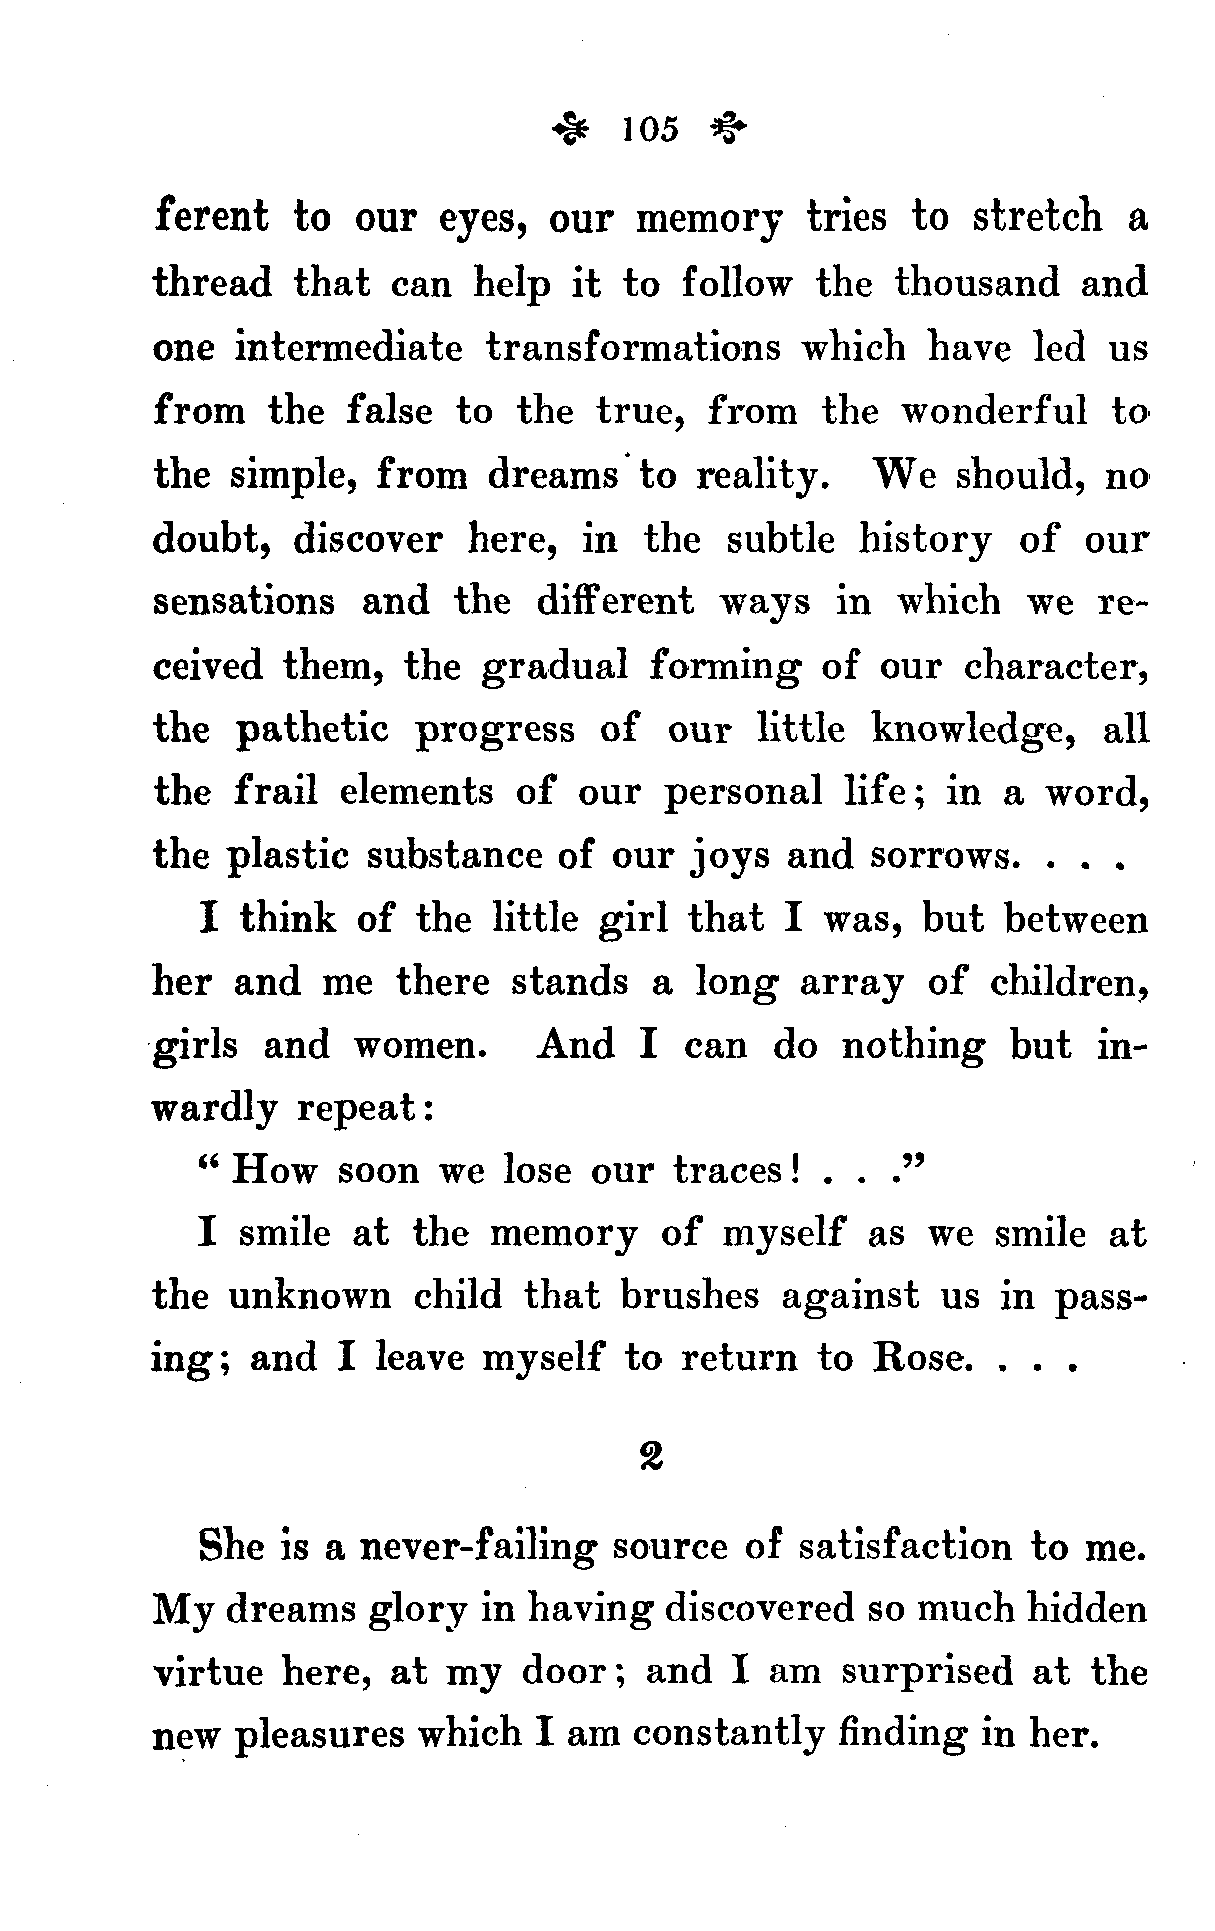 105
ferent to our eyes, our memory tries to stretch a
thread that can help it to follow the thousand and
one intermediate transformations which have led us
from the false to the true, from the wonderful to
the simple, from dreams to reality. We should, no
doubt, discover here, in the subtle history of our
sensations and the different ways in which we re-
ceived them, the gradual forming of our character,
the pathetic progress of our little knowledge, all
the frail elements of our personal life; in a word,
the plastic substance of our joys and sorrows. . . .
I think of the little girl that I was, but between
her and me there stands a long array of children,
girls and women. And I can do nothing but in-
wardly repeat:
"How soon we lose our traces! . . ."
I smile at the memory of myself as we smile at
the unknown child that brushes against us in pass-
ing; and I leave myself to return to Rose. . . .
2
She is a never-failing source of satisfaction to me.
My dreams glory in having discovered so much hidden
virtue here, at my door; and I am surprised at the
new pleasures which I am constantly finding in her.